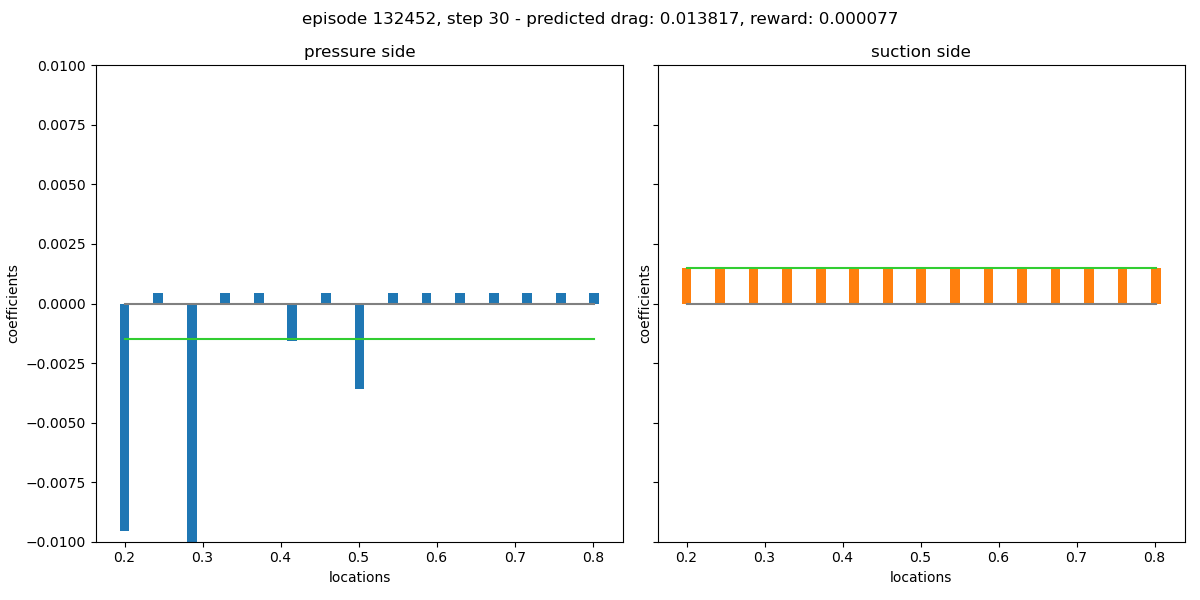 episode 132452, step 30 - predicted drag: 0.013817, reward: 0.000077
pressure side
suction side
0.0100
0.0075
0.0050
0.0025
0.0000
−0.0025
−0.0050
−0.0075
−0.0100
coefficients
coefficients
0.2 0.3 0.4 0.5 0.6 0.7 0.8
0.2 0.3 0.4 0.5 0.6 0.7 0.8
locations
locations